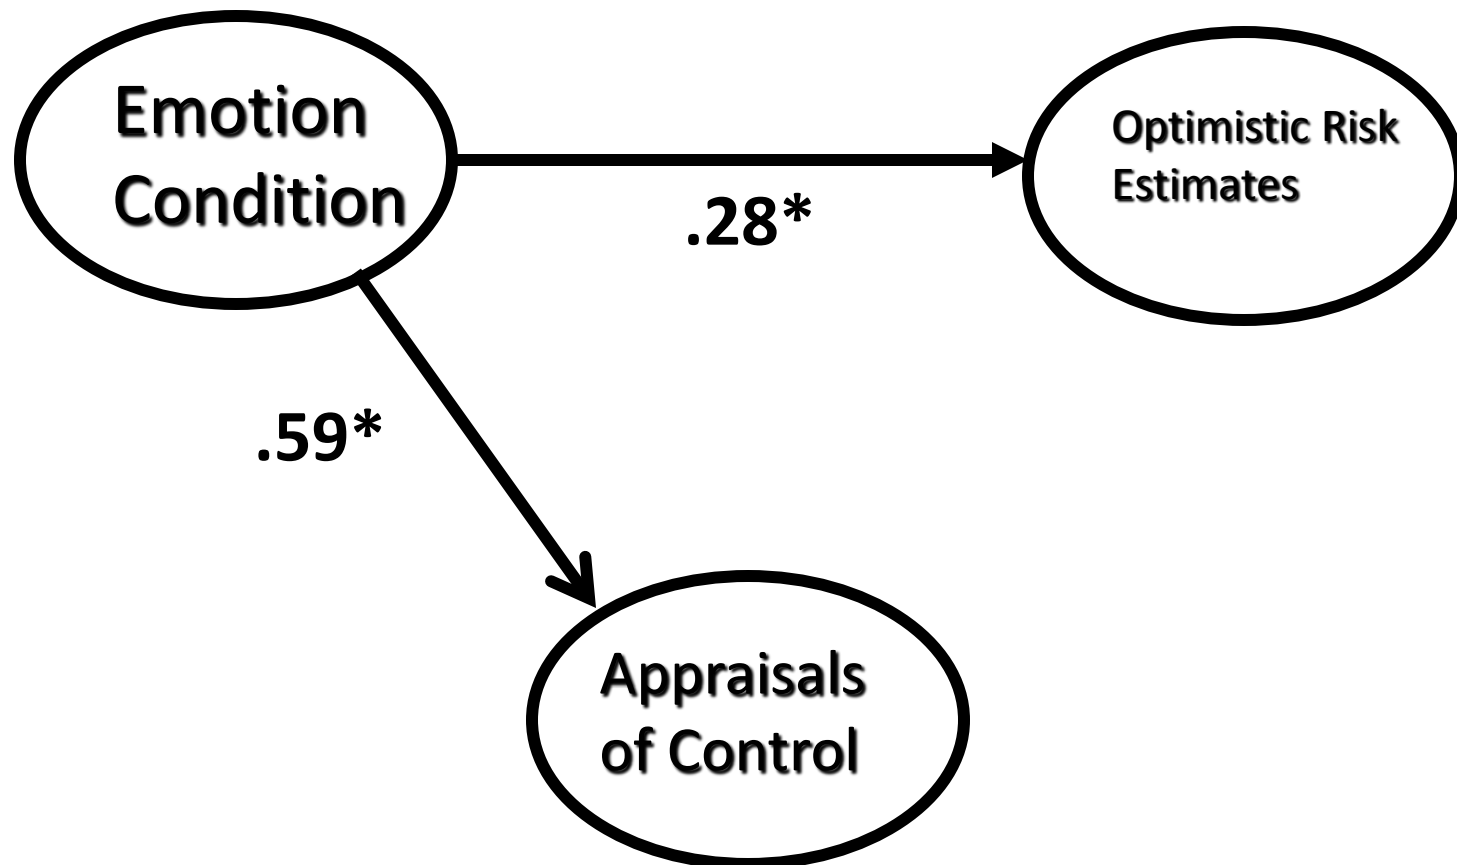 Emotion
Condition
Optimistic Risk
Estimates
.28*
.59*
Appraisals
of Control